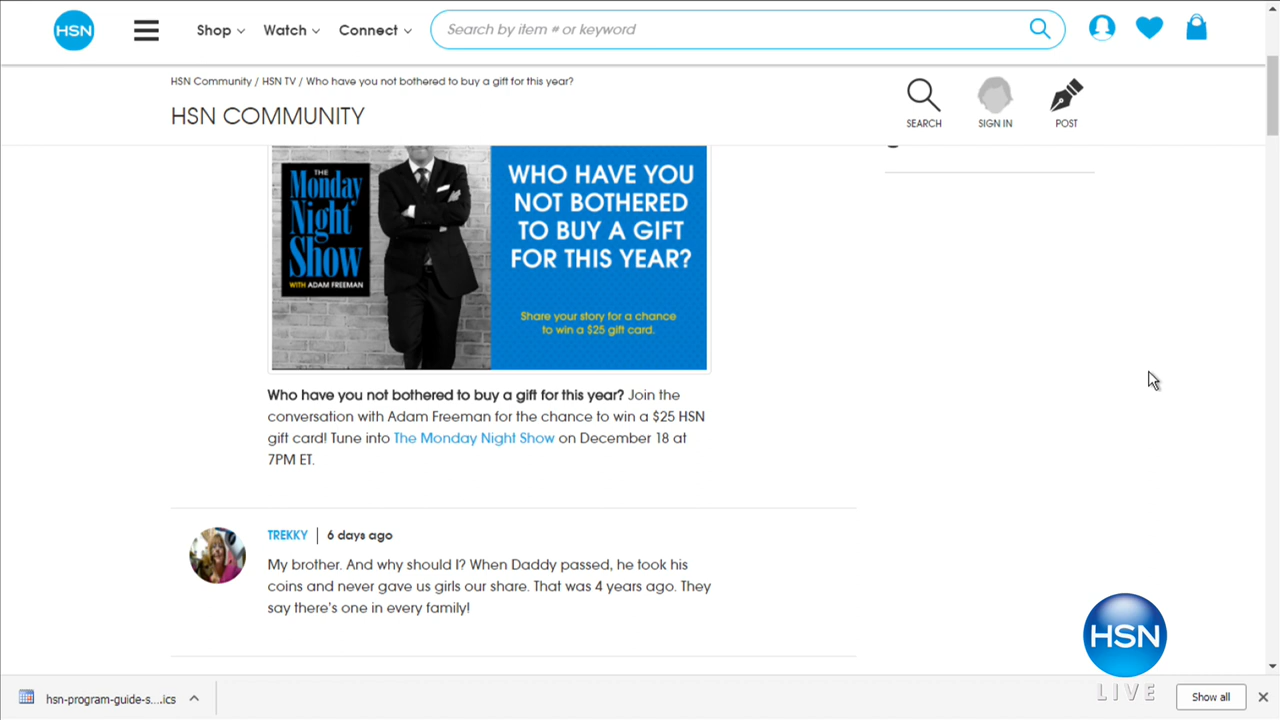 HSN
Shop
Watch
Connect
Search by item # or keyword
HSN Community / HSN TV / Who have you not bothered to buy a gift for this year?
HSN COMMUNITY
SEARCH
SIGN IN
POST
THE
Monday
Night
Show
WITH ADAM FREEMAN
WHO HAVE YOU
NOT BOTHERED
TO BUY A GIFT
FOR THIS YEAR?
Share your story for a chance
to win a $25 gift card.
Who have you not bothered to buy a gift for this year? Join the
conversation with Adam Freeman for the chance to win a $25 HSN
gift card! Tune into The Monday Night Show on December 18 at
7PM ET.
TREKKY | 6 days ago
My brother. And why should I? When Daddy passed, he took his
coins and never gave us girls our share. That was 4 years ago. They
say there's one in every family!
HSN
LIVE
hsn-program-guide-s....ics
Show all